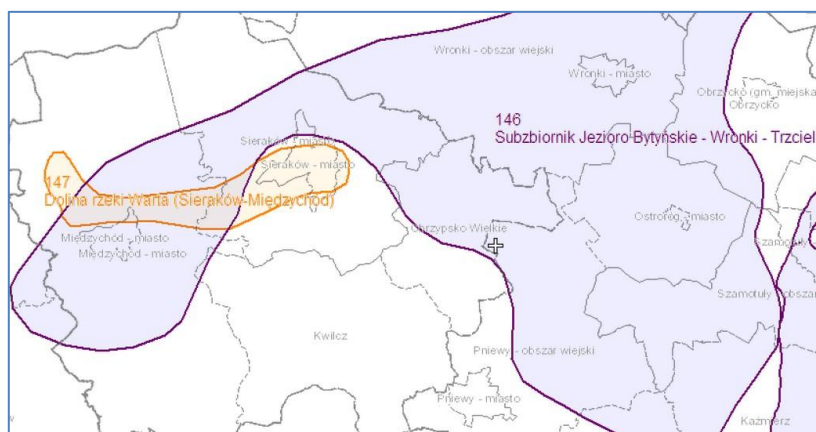 Wronki - obszar wiejski
Wronki - miasto
Obrzycko (gm. miejska
Obrzycko
146
Subzbiornik Jezioro Bytyńskie - Wronki - Trzciel
Sieraków - miasto
Sieraków - miasto
147
Dolina rzeki Warta (Sieraków-Międzychód)
Ostroróg - miasto
Chrzypsko Wielkie
Międzychód - miasto
Międzychód - miasto
Szamotuły
Szamotuły - obszar
Kwilcz
Pniewy - obszar wiejski
Pniewy - miasto
Kaźmierz